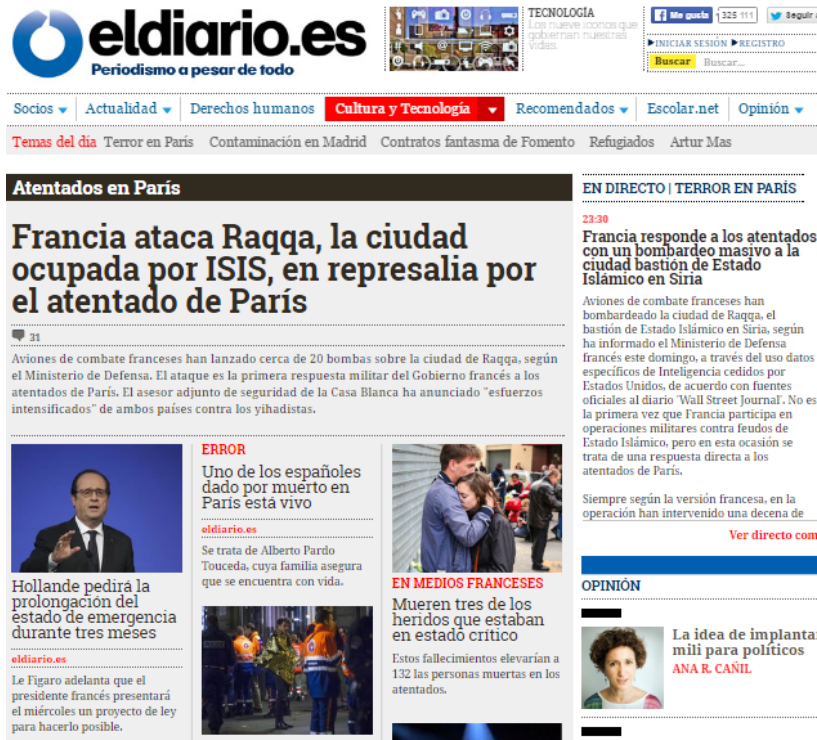 eldiario.es
Periodismo a pesar de todo
TECNOLOGÍA
Los nueve iconos que
gobiernan nuestras
vidas.
Me gusta
325 111
Seguir
INICIAR SESIÓN
REGISTRO
Buscar
Buscar...
Socios
Actualidad
Derechos humanos
Cultura y Tecnología
Recomendados
Escolar.net
Opinión
Temas del día Terror en París Contaminación en Madrid Contratos fantasma de Fomento Refugiados Artur Mas
Atentados en París
Francia ataca Raqqa, la ciudad
ocupada por ISIS, en represalia por
el atentado de París
31
Aviones de combate franceses han lanzado cerca de 20 bombas sobre la ciudad de Raqqa, según
el Ministerio de Defensa. El ataque es la primera respuesta militar del Gobierno francés a los
atentados de París. El asesor adjunto de seguridad de la Casa Blanca ha anunciado "esfuerzos
intensificados" de ambos países contra los yihadistas.
Hollande pedirá la
prolongación del
estado de emergencia
durante tres meses
eldiario.es
Le Figaro adelanta que el
presidente francés presentará
el miércoles un proyecto de ley
para hacerlo posible.
ERROR
Uno de los españoles
dado por muerto en
París está vivo
eldiario.es
Se trata de Alberto Pardo
Touceda, cuya familia asegura
que se encuentra con vida.
EN MEDIOS FRANCESES
Mueren tres de los
heridos que estaban
en estado crítico
Estos fallecimientos elevarían a
132 las personas muertas en los
atentados.
EN DIRECTO | TERROR EN PARÍS
23:30
Francia responde a los atentados
con un bombardeo masivo a la
ciudad bastión de Estado
Islámico en Siria
Aviones de combate franceses han
bombardeado la ciudad de Raqqa, el
bastión de Estado Islámico en Siria, según
ha informado el Ministerio de Defensa
francés este domingo, a través del uso datos
específicos de Inteligencia cedidos por
Estados Unidos, de acuerdo con fuentes
oficiales al diario 'Wall Street Journal'. No es
la primera vez que Francia participa en
operaciones militares contra feudos de
Estado Islámico, pero en esta ocasión se
trata de una respuesta directa a los
atentados de París.
Siempre según la versión francesa, en la
operación han intervenido una decena de
Ver directo com
OPINIÓN
La idea de implantar
mili para políticos
ANA R. CAÑIL